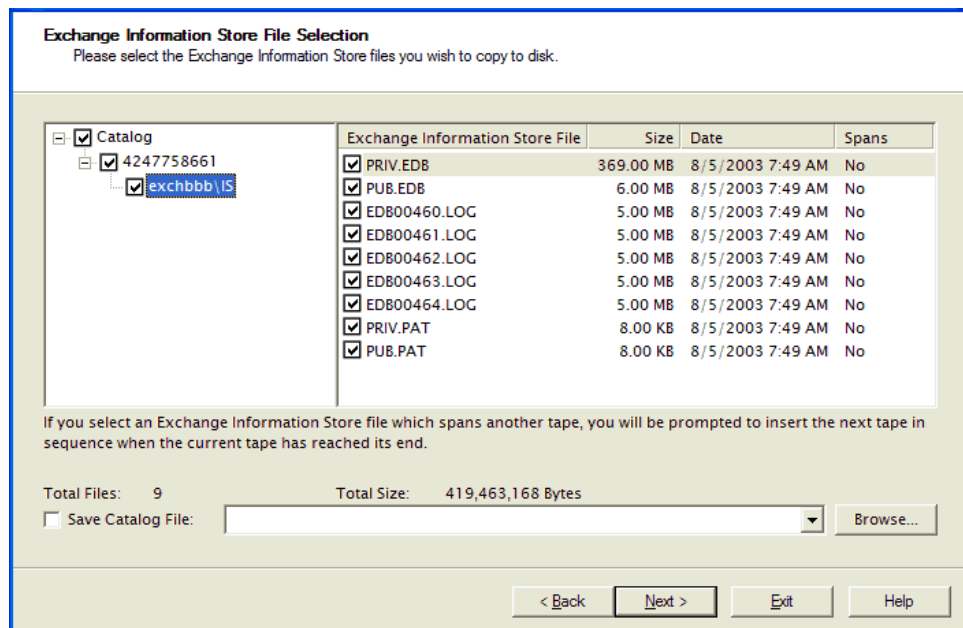 Exchange Information Store File Selection
Please select the Exchange Information Store files you wish to copy to disk.
Catalog
4247758661
exchbbb\IS
Exchange Information Store File Size Date Spans
PRIV.EDB 369.00 MB 8/5/2003 7:49 AM No
PUB.EDB 6.00 MB 8/5/2003 7:49 AM No
EDB00460.LOG 5.00 MB 8/5/2003 7:49 AM No
EDB00461.LOG 5.00 MB 8/5/2003 7:49 AM No
EDB00462.LOG 5.00 MB 8/5/2003 7:49 AM No
EDB00463.LOG 5.00 MB 8/5/2003 7:49 AM No
EDB00464.LOG 5.00 MB 8/5/2003 7:49 AM No
PRIV.PAT 8.00 KB 8/5/2003 7:49 AM No
PUB.PAT 8.00 KB 8/5/2003 7:49 AM No
If you select an Exchange Information Store file which spans another tape, you will be prompted to insert the next tape in
sequence when the current tape has reached its end.
Total Files: 9 Total Size: 419,463,168 Bytes
Save Catalog File: Browse...
< Back Next > Exit Help